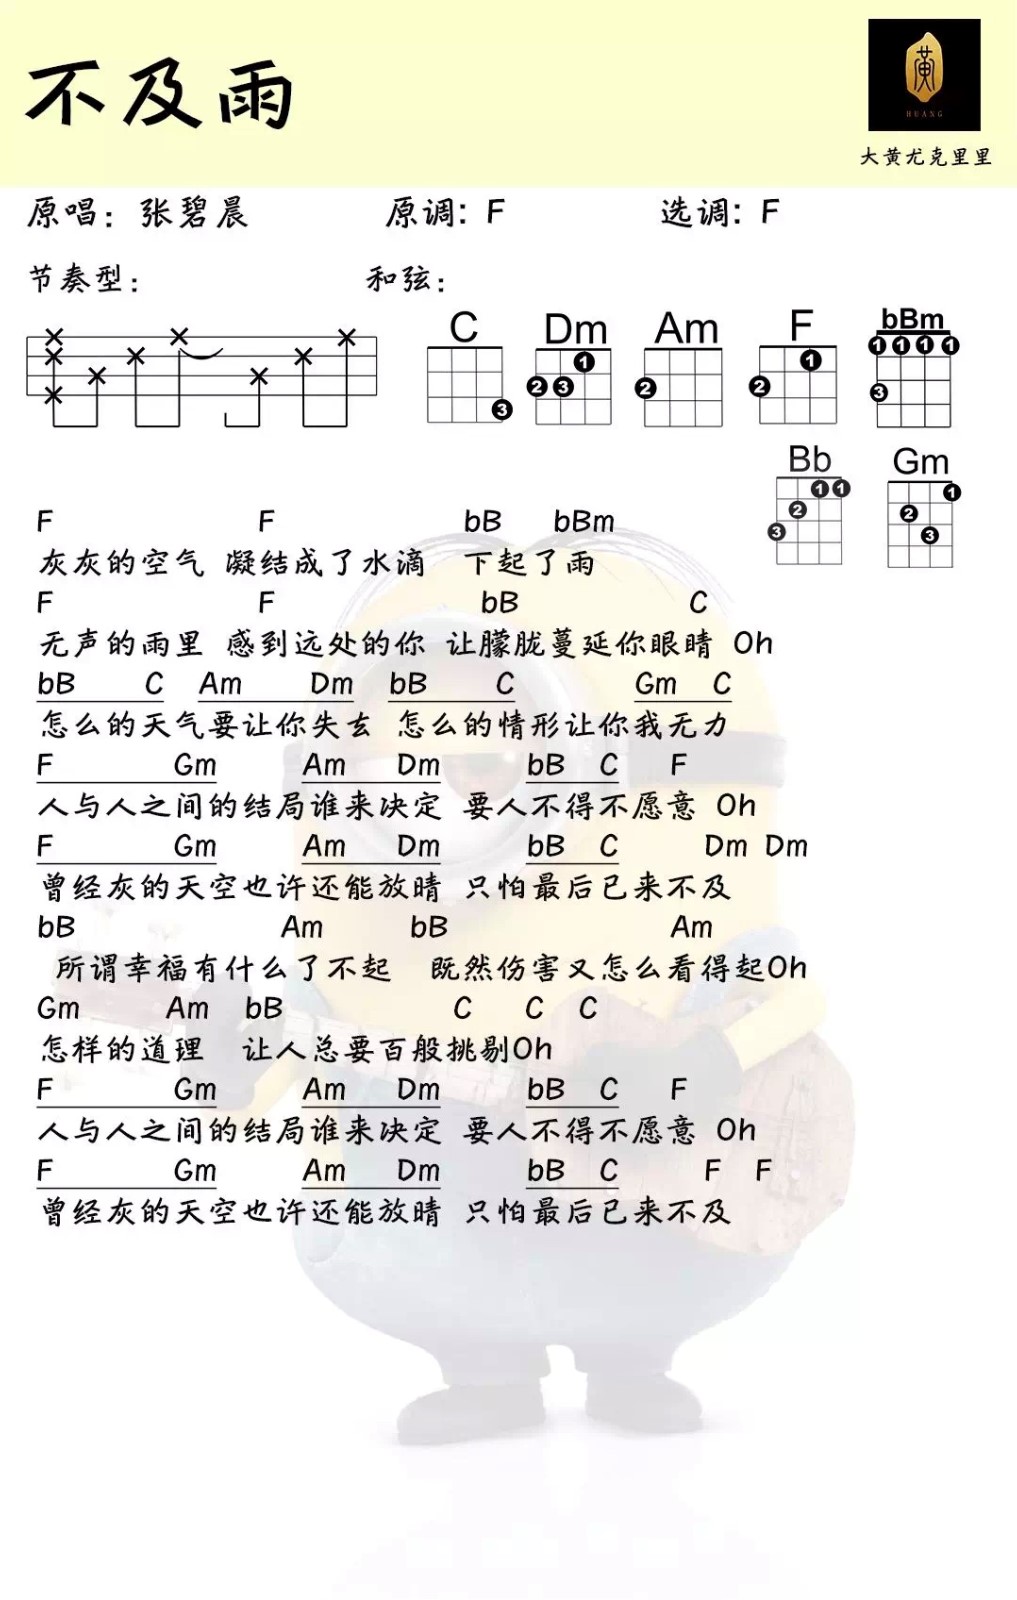 不及雨
黄
HUANG
大黄尤克里里
原唱：张碧晨 原调: F 选调: F
节奏型： 和弦：
C Dm Am F bBm
1 1 1 1 1 1
2 3 2 2 3
3
Bb Gm
1 1 1
2 2
3 3
F F bB bBm
灰灰的空气 凝结成了水滴 下起了雨
F F bB C
无声的雨里 感到远处的你 让朦胧蔓延你眼睛 Oh
bB C Am Dm bB C Gm C
怎么的天气要让你失去 怎么的情形让你我无力
F Gm Am Dm bB C F
人与人之间的结局谁来决定 要人不得不愿意 Oh
F Gm Am Dm bB C Dm Dm
曾经灰的天空也许还能放晴 只怕最后已来不及
bB Am bB Am
所谓幸福有什么了不起 既然伤害又怎么看得起Oh
Gm Am bB C C C
怎样的道理 让人总要百般挑剔Oh
F Gm Am Dm bB C F
人与人之间的结局谁来决定 要人不得不愿意 Oh
F Gm Am Dm bB C F F
曾经灰的天空也许还能放晴 只怕最后已来不及